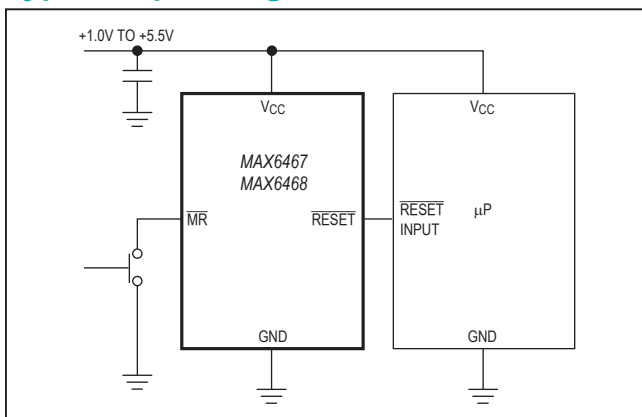 +1.0V TO +5.5V
VCC
VCC
MAX6467
MAX6468
MR
RESET
RESET
INPUT
µP
GND
GND